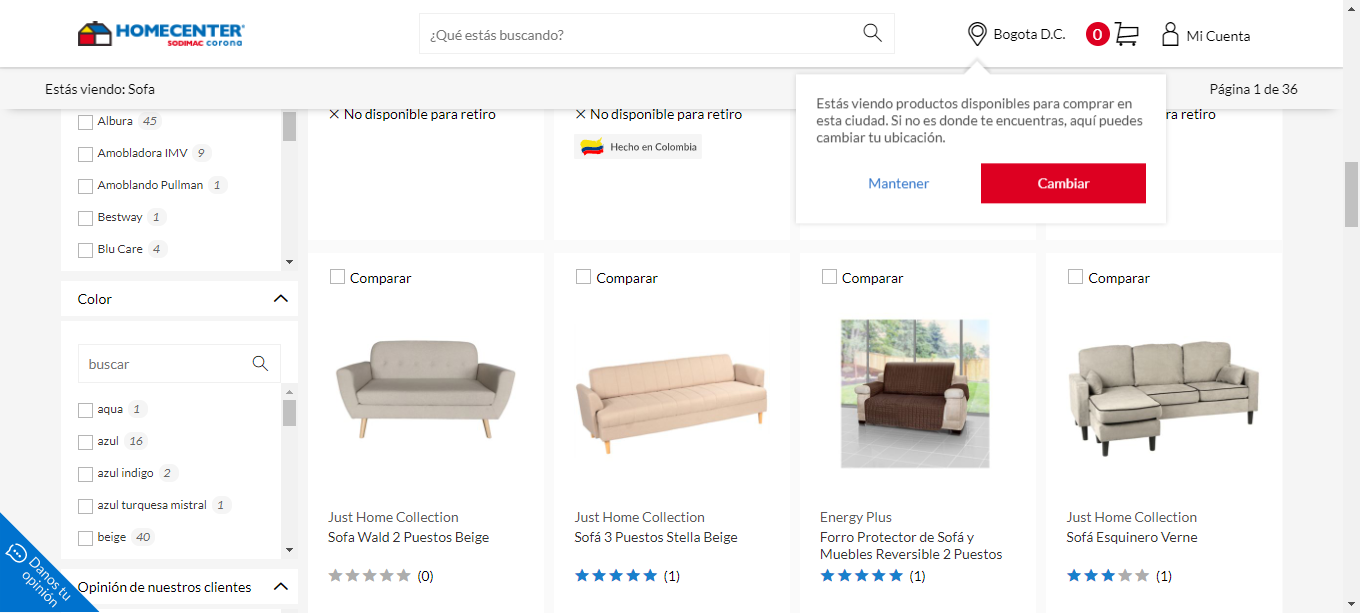 HOMECENTER
SODIMAC corona
¿Qué estás buscando?
Bogota D.C.
0
Mi Cuenta
Estás viendo: Sofa
Página 1 de 36
Estás viendo productos disponibles para comprar en
esta ciudad. Si no es donde te encuentras, aquí puedes
cambiar tu ubicación.
Mantener
Cambiar
Albura 45
Amobladora IMV 9
Amoblando Pullman 1
Bestway 1
Blu Care 4
Color
buscar
aqua 1
azul 16
azul indigo 2
azul turquesa mistral 1
beige 40
Opinión de nuestros clientes
Danos tu
opinión
No disponible para retiro
No disponible para retiro
Hecho en Colombia
ra retiro
Comparar
Comparar
Comparar
Comparar
Just Home Collection
Sofa Wald 2 Puestos Beige
(0)
Just Home Collection
Sofá 3 Puestos Stella Beige
(1)
Energy Plus
Forro Protector de Sofá y
Muebles Reversible 2 Puestos
(1)
Just Home Collection
Sofá Esquinero Verne
(1)